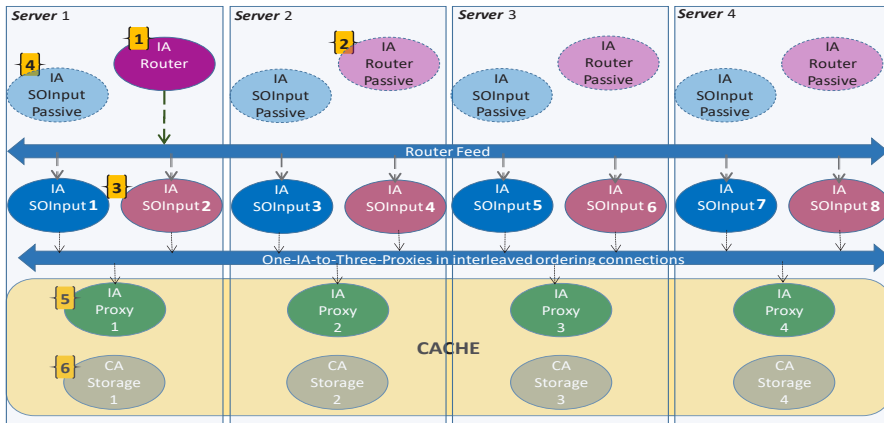 Server 1
Server 2
Server 3
Server 4
{1}
IA
Router
{4}
IA
SOInput
Passive
IA
SOInput
Passive
{2}
IA
Router
Passive
IA
SOInput
Passive
IA
Router
Passive
IA
SOInput
Passive
IA
Router
Passive
Router Feed
IA
SOInput 1
{3}
IA
SOInput 2
IA
SOInput 3
IA
SOInput 4
IA
SOInput 5
IA
SOInput 6
IA
SOInput 7
IA
SOInput 8
One-IA-to-Three-Proxies in interleaved ordering connections
{5}
IA
Proxy
1
IA
Proxy
2
IA
Proxy
3
IA
Proxy
4
CACHE
{6}
CA
Storage
1
CA
Storage
2
CA
Storage
3
CA
Storage
4